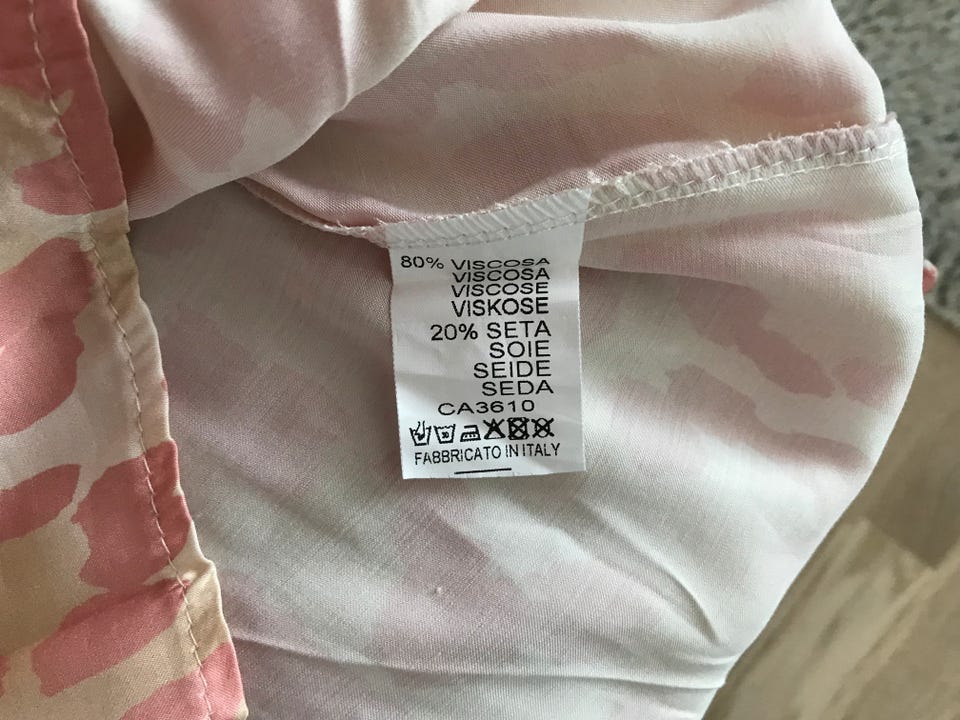 80% VISCOSA
VISCOSA
VISCOSE
VISKOSE
20% SETA
SOIE
SEIDE
SEDA
CA3610
FABBRICATO IN ITALY